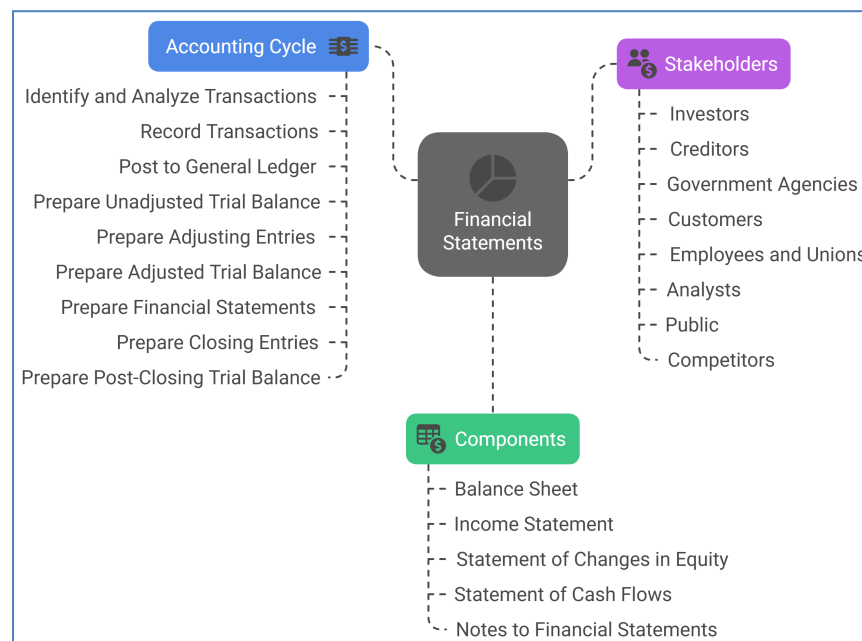 Accounting Cycle
Identify and Analyze Transactions
Record Transactions
Post to General Ledger
Prepare Unadjusted Trial Balance
Prepare Adjusting Entries
Prepare Adjusted Trial Balance
Prepare Financial Statements
Prepare Closing Entries
Prepare Post-Closing Trial Balance
Financial
Statements
Stakeholders
Investors
Creditors
Government Agencies
Customers
Employees and Unions
Analysts
Public
Competitors
Components
Balance Sheet
Income Statement
Statement of Changes in Equity
Statement of Cash Flows
Notes to Financial Statements